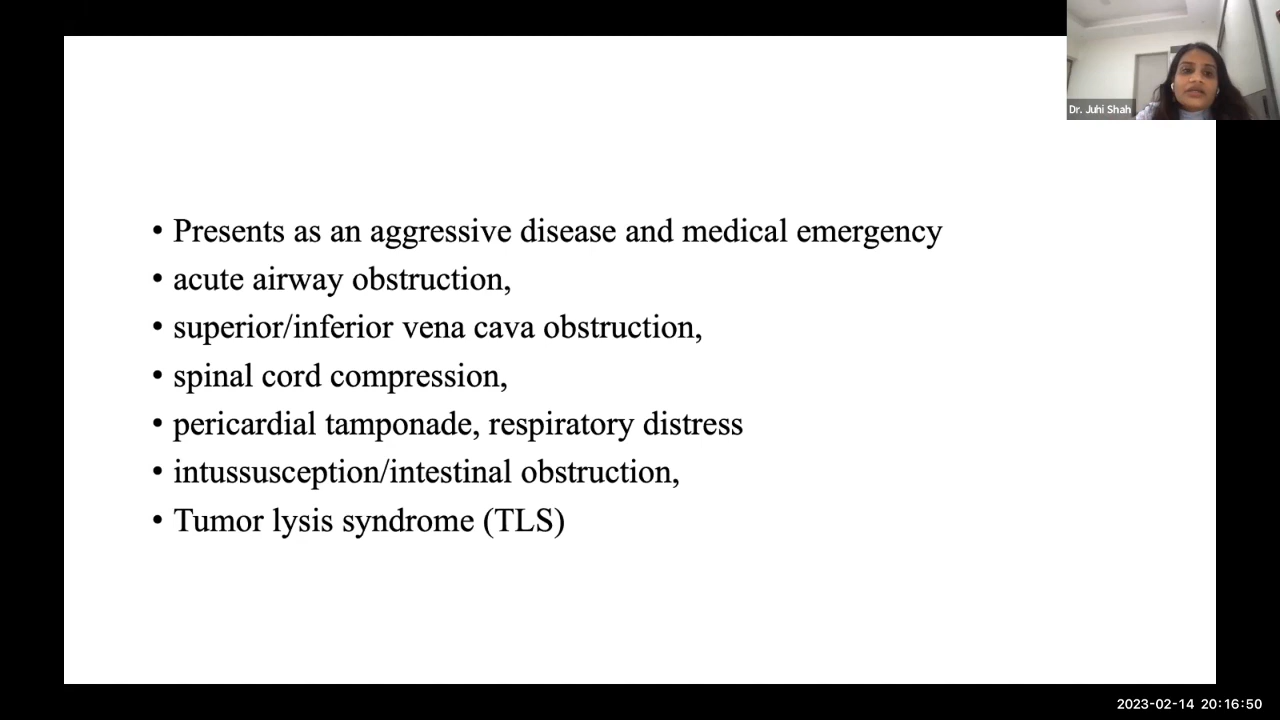 Dr. Juhi Shah
• Presents as an aggressive disease and medical emergency
• acute airway obstruction,
• superior/inferior vena cava obstruction,
• spinal cord compression,
• pericardial tamponade, respiratory distress
• intussusception/intestinal obstruction,
• Tumor lysis syndrome (TLS)
2023-02-14 20:16:50